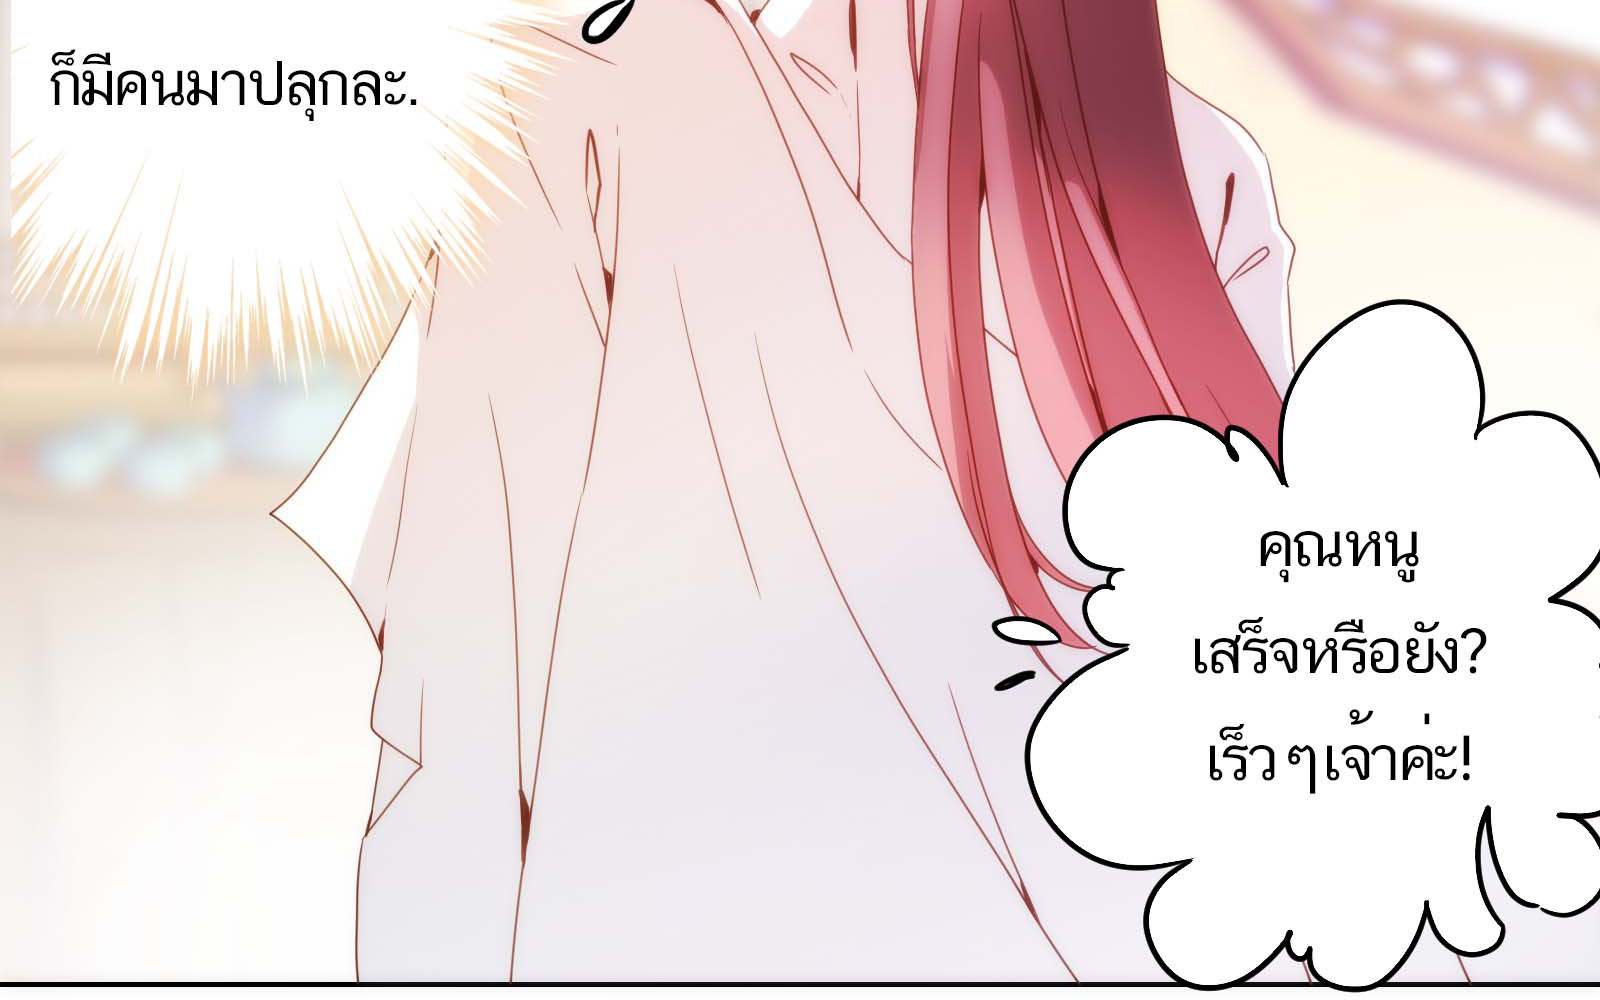 ก็มีคนมาปลุกละ.
คุณหนู
เสร็จหรือยัง?
เร็ว ๆ เจ้าค่ะ!